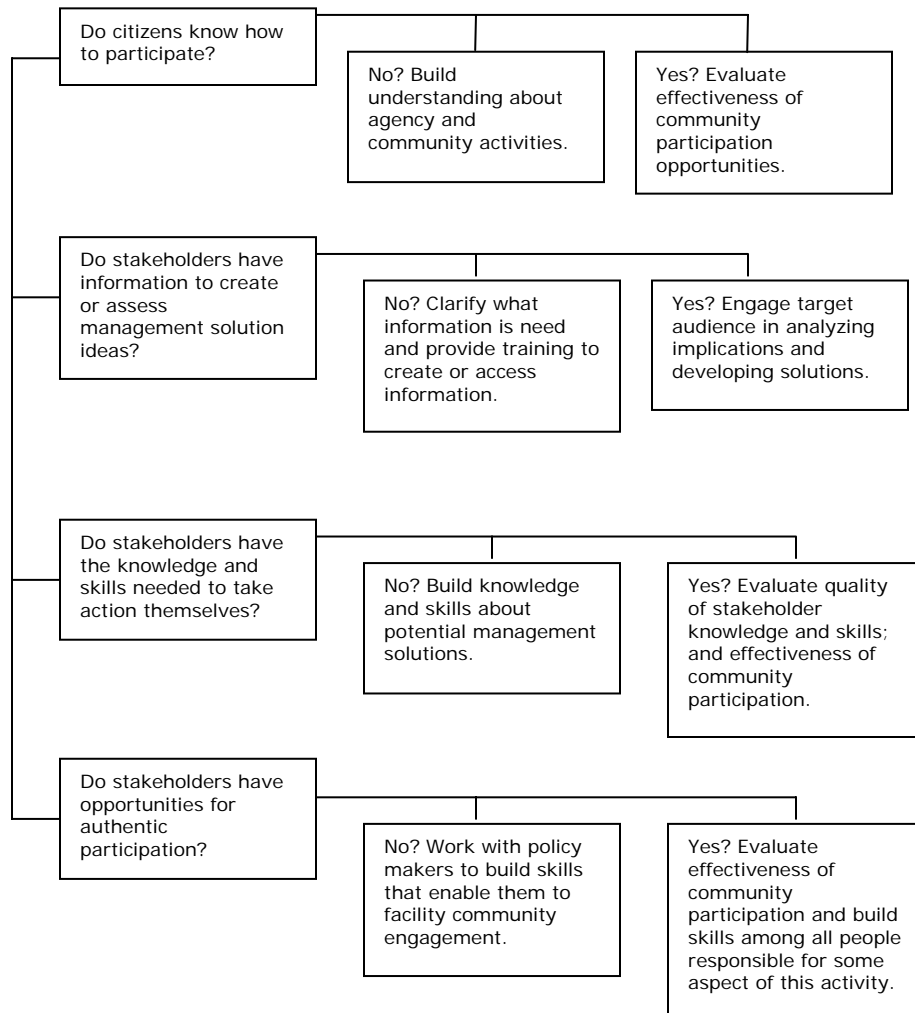 Do citizens know how
to participate?
No? Build
understanding about
agency and
community activities.
Yes? Evaluate
effectiveness of
community
participation
opportunities.
Do stakeholders have
information to create
or assess
management solution
ideas?
No? Clarify what
information is need
and provide training to
create or access
information.
Yes? Engage target
audience in analyzing
implications and
developing solutions.
Do stakeholders have
the knowledge and
skills needed to take
action themselves?
No? Build knowledge
and skills about
potential management
solutions.
Yes? Evaluate quality
of stakeholder
knowledge and skills;
and effectiveness of
community
participation.
Do stakeholders have
opportunities for
authentic
participation?
No? Work with policy
makers to build skills
that enable them to
facility community
engagement.
Yes? Evaluate
effectiveness of
community
participation and build
skills among all people
responsible for some
aspect of this activity.